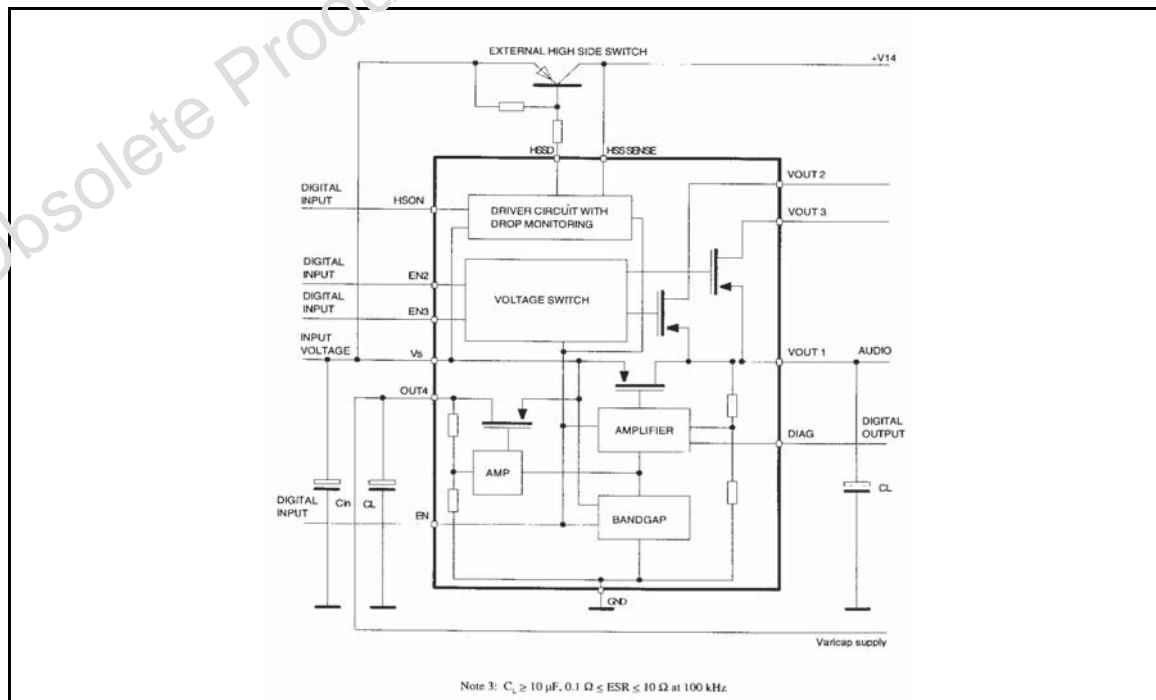 Obsolete Produ
EXTERNAL HIGH SIDE SWITCH
+V14
HSSD
HSS SENSE
VOUT 2
DIGITAL
INPUT
HSON
DRIVER CIRCUIT WITH
DROP MONITORING
VOUT 3
DIGITAL
INPUT
EN2
VOLTAGE SWITCH
DIGITAL
INPUT
EN3
INPUT
VOLTAGE
Vs
VOUT 1
AUDIO
OUT4
AMPLIFIER
DIGITAL
OUTPUT
DIAG
AMP
Cin
CL
CL
DIGITAL
INPUT
EN
BANDGAP
GND
Varicap supply
Note 3: CL ≥ 10 µF, 0.1 Ω ≤ ESR ≤ 10 Ω at 100 kHz